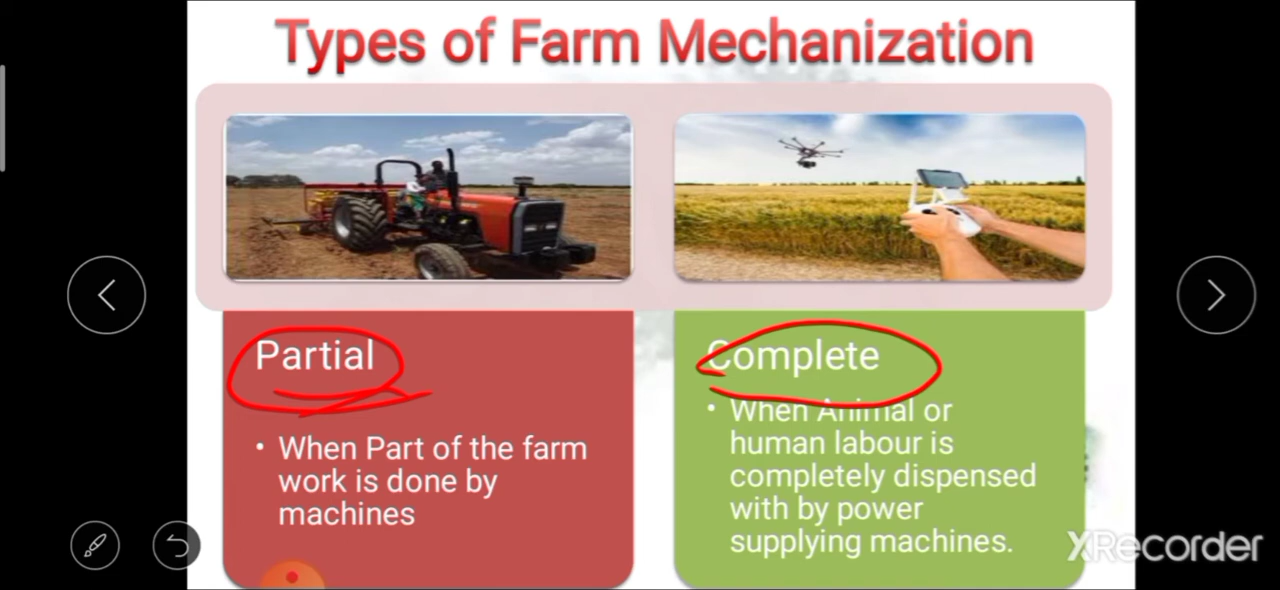 Types of Farm Mechanization
Partial
• When Part of the farm
work is done by
machines
Complete
• When Animal or
human labour is
completely dispensed
with by power
supplying machines.
XRecorder